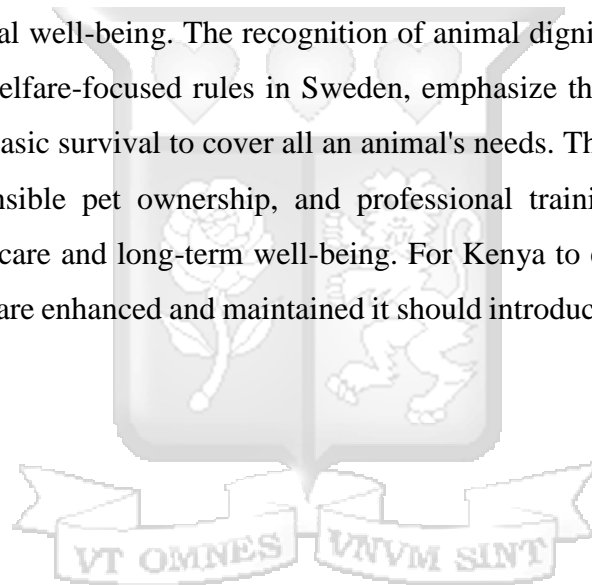 al well-being. The recognition of animal digni
elfare-focused rules in Sweden, emphasize th
asic survival to cover all an animal's needs. Th
nsible pet ownership, and professional traini
care and long-term well-being. For Kenya to
are enhanced and maintained it should introduc
VT OMNES VNVM SINT